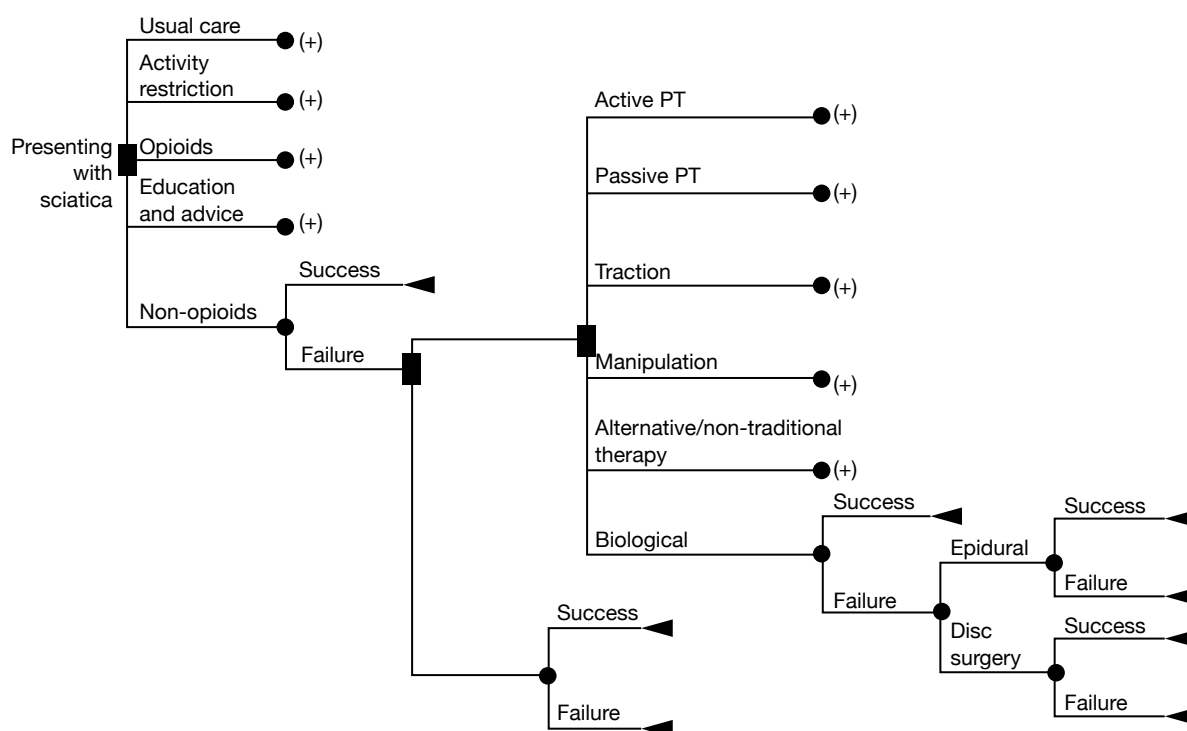 Usual care
(+)
Activity
restriction
(+)
Presenting
with
sciatica
Opioids
(+)
Education
and advice
(+)
Non-opioids
Success
Failure
Active PT
(+)
Passive PT
(+)
Traction
(+)
Manipulation
(+)
Alternative/non-traditional
therapy
(+)
Biological
Success
Failure
Epidural
Success
Failure
Disc
surgery
Success
Failure
Success
Failure